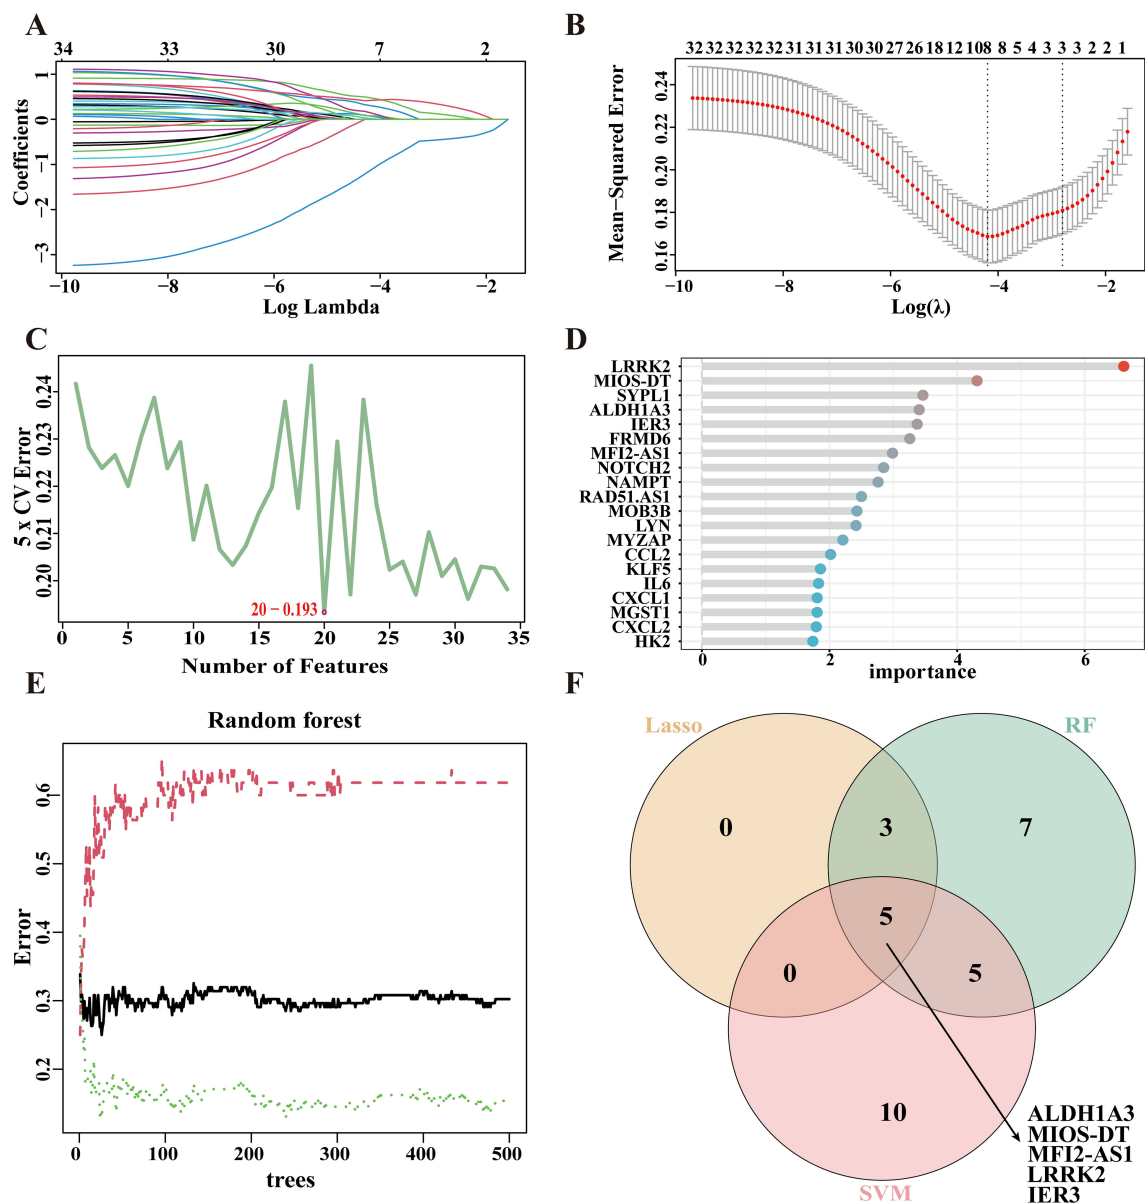 A
34 33 30 7 2
Coefficients
1
0
−1
−2
−3
−10 −8 −6 −4 −2
Log Lambda
B
32 32 32 32 32 31 31 31 30 30 27 26 18 12 10 8 8 5 4 3 3 3 2 2 1
Mean−Squared Error
0.24
0.22
0.20
0.18
0.16
−10 −8 −6 −4 −2
Log(λ)
C
5 x CV Error
0.24
0.23
0.22
0.21
0.20
20 − 0.193
0 5 10 15 20 25 30 35
Number of Features
D
LRRK2
MIOS-DT
SYPL1
ALDH1A3
IER3
FRMD6
MFI2-AS1
NOTCH2
NAMPT
RAD51.AS1
MOB3B
LYN
MYZAP
CCL2
KLF5
IL6
CXCL1
MGST1
CXCL2
HK2
0 2 4 6
importance
E
Random forest
Error
0.6
0.5
0.4
0.3
0.2
0 100 200 300 400 500
trees
F
Lasso RF
0 3 7
5
0 5
10
SVM
ALDH1A3
MIOS-DT
MFI2-AS1
LRRK2
IER3